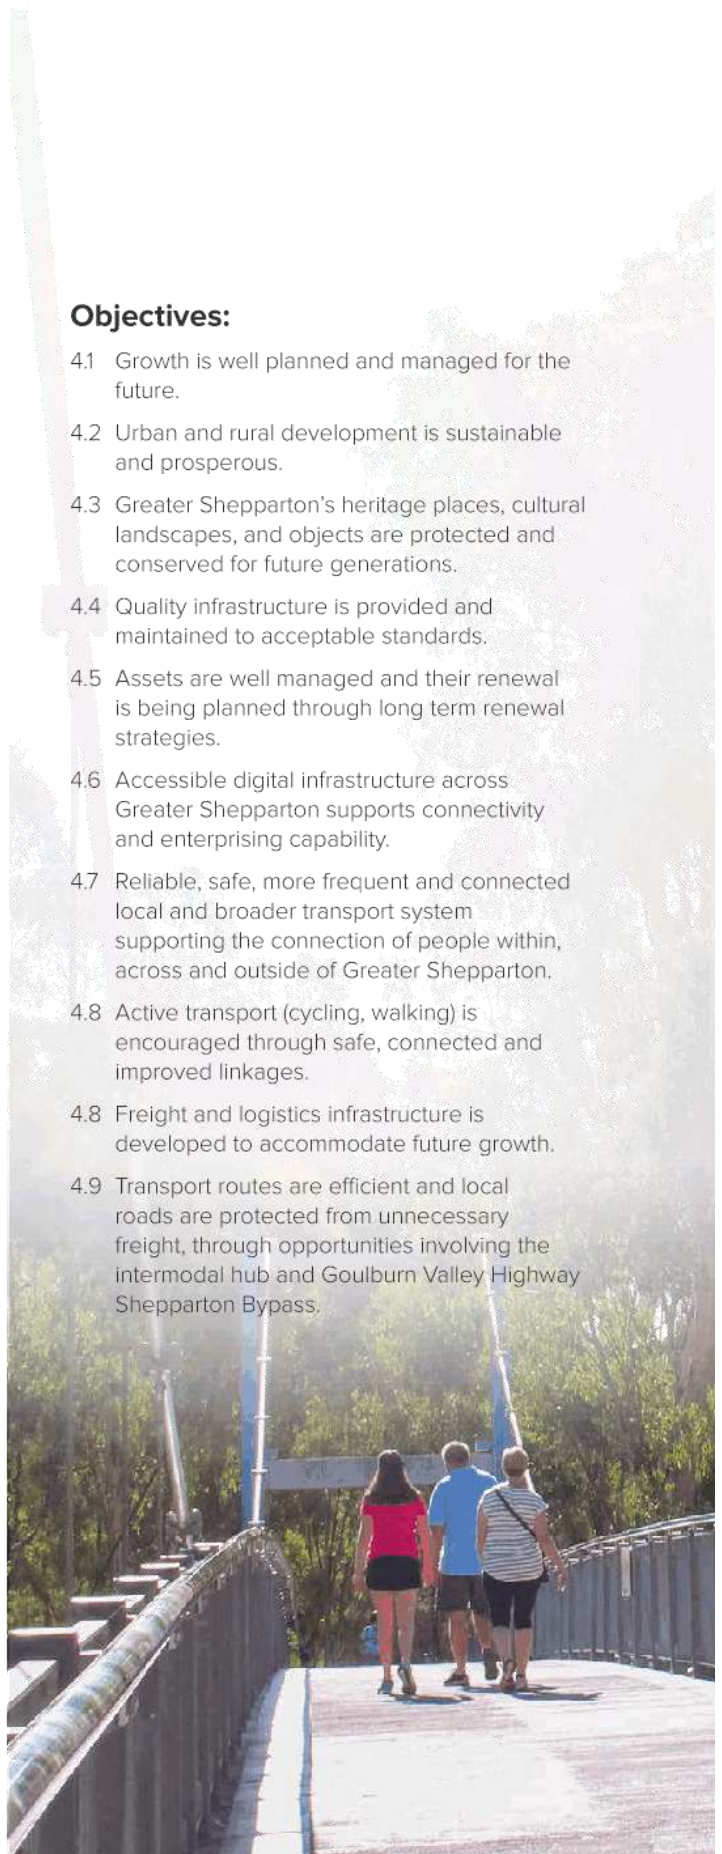 Objectives:
4.1 Growth is well planned and managed for the
future.
4.2 Urban and rural development is sustainable
and prosperous.
4.3 Greater Shepparton's heritage places, cultural
landscapes, and objects are protected and
conserved for future generations.
4.4 Quality infrastructure is provided and
maintained to acceptable standards.
4.5 Assets are well managed and their renewal
is being planned through long term renewal
strategies.
4.6 Accessible digital infrastructure across
Greater Shepparton supports connectivity
and enterprising capability.
4.7 Reliable, safe, more frequent and connected
local and broader transport system
supporting the connection of people within,
across and outside of Greater Shepparton.
4.8 Active transport (cycling, walking) is
encouraged through safe, connected and
improved linkages.
4.8 Freight and logistics infrastructure is
developed to accommodate future growth.
4.9 Transport routes are efficient and local
roads are protected from unnecessary
freight, through opportunities involving the
intermodal hub and Goulburn Valley Highway
Shepparton Bypass.